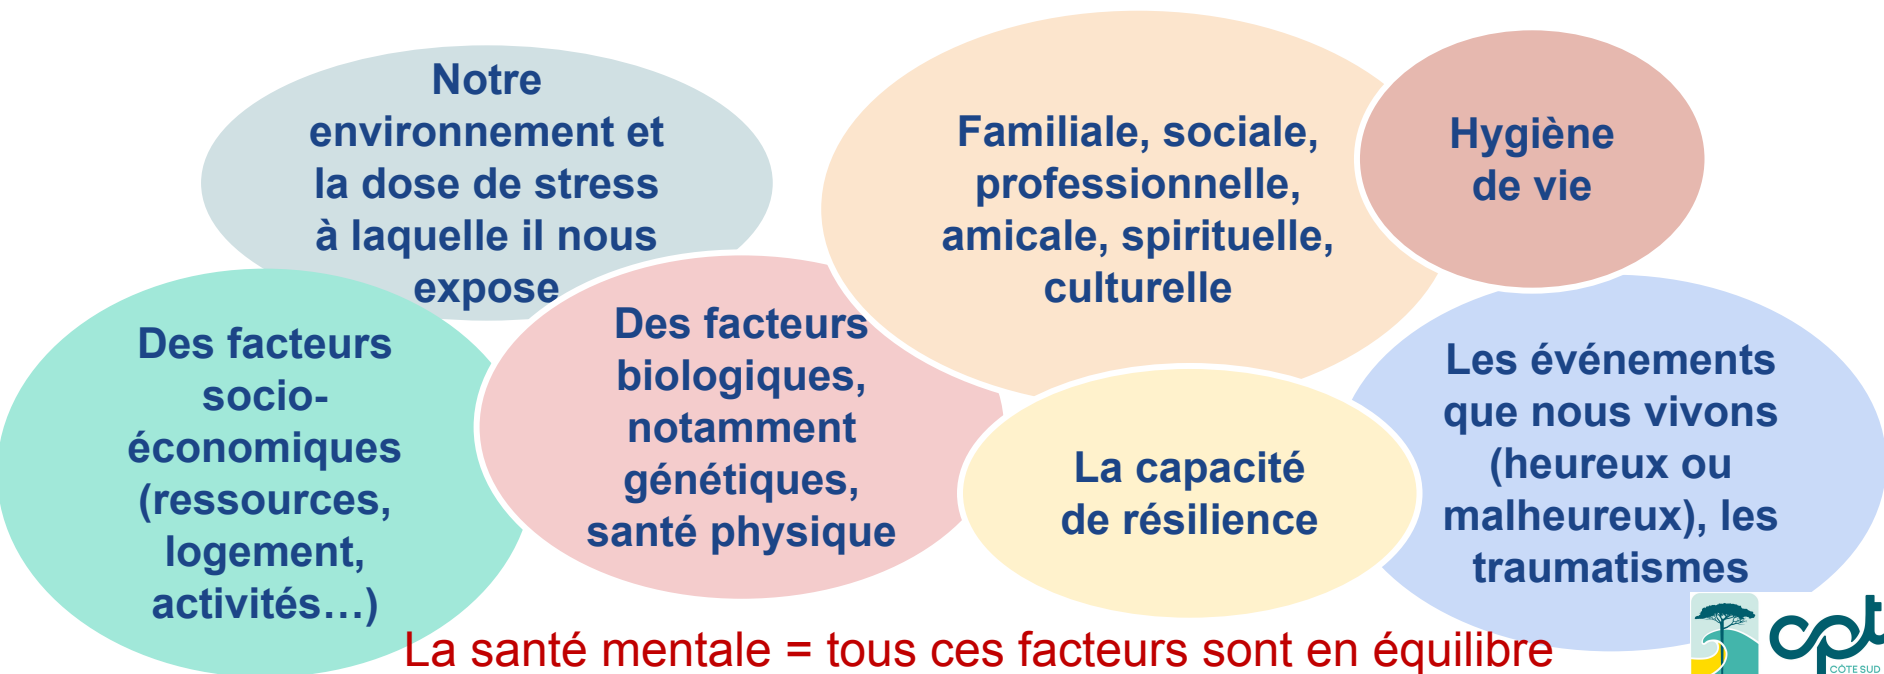 Notre
environnement et
la dose de stress
à laquelle il nous
expose
Familiale, sociale,
professionnelle,
amicale, spirituelle,
culturelle
Hygiène
de vie
Des facteurs
socio-
économiques
(ressources,
logement,
activités…)
Des facteurs
biologiques,
notamment
génétiques,
santé physique
La capacité
de résilience
Les événements
que nous vivons
(heureux ou
malheureux), les
traumatismes
La santé mentale = tous ces facteurs sont en équilibre
cpt
CÔTE SUD